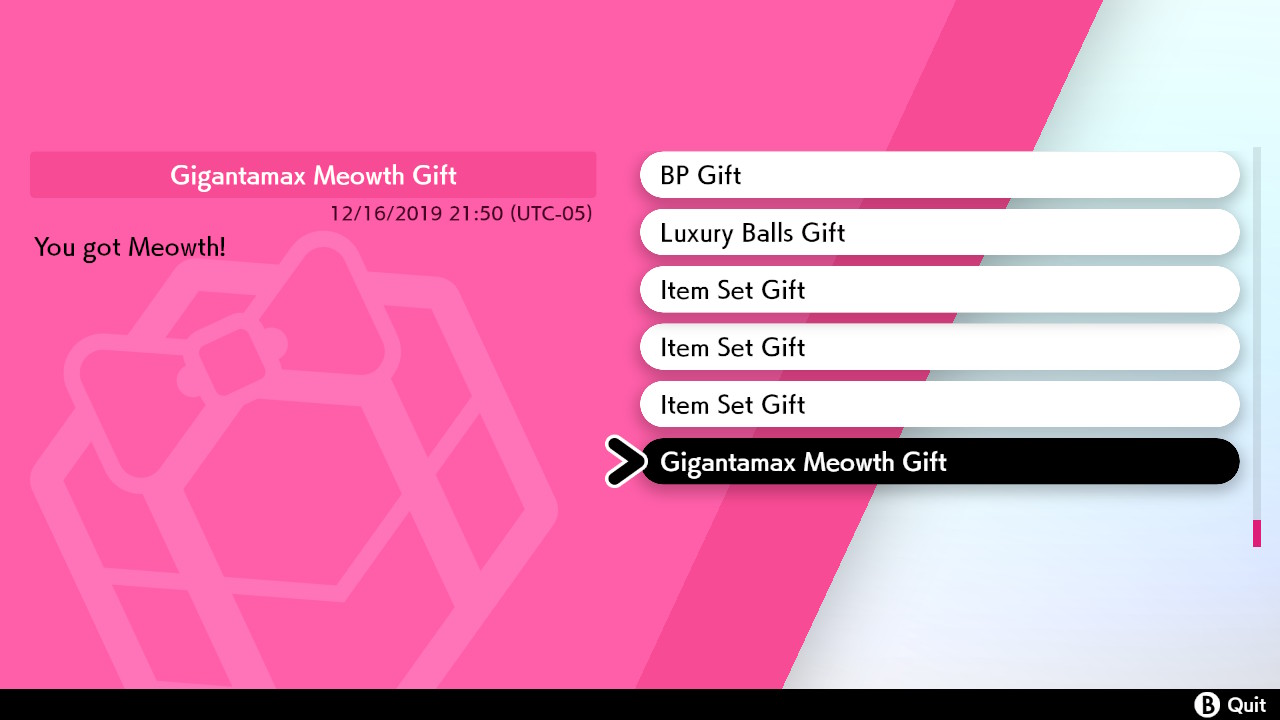 Gigantamax Meowth Gift
12/16/2019 21:50 (UTC-05)
You got Meowth!
BP Gift
Luxury Balls Gift
Item Set Gift
Item Set Gift
Item Set Gift
Gigantamax Meowth Gift
B Quit